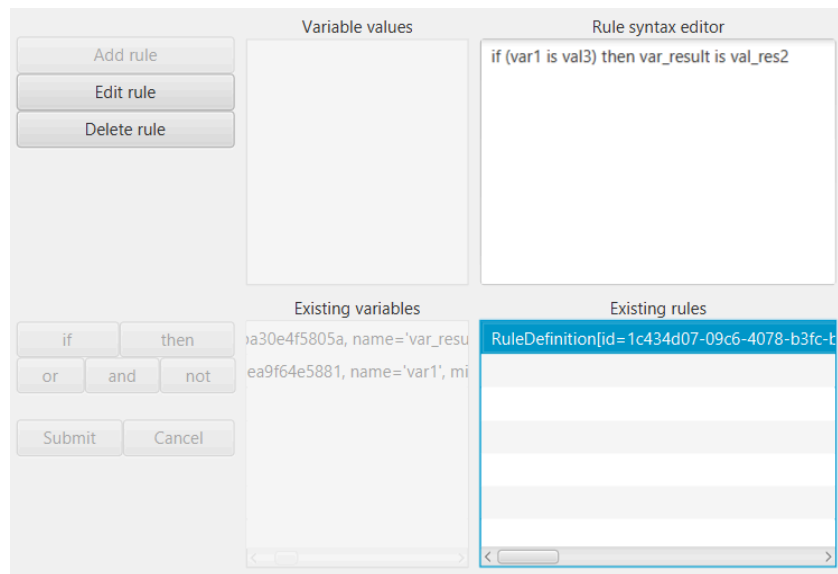 Variable values
Rule syntax editor
Add rule
Edit rule
Delete rule
if (var1 is val3) then var_result is val_res2
Existing variables
Existing rules
if
then
or
and
not
Submit
Cancel
a30e4f5805a, name='var_resu
ea9f64e5881, name='var1', mi
RuleDefinition[id=1c434d07-09c6-4078-b3fc-b